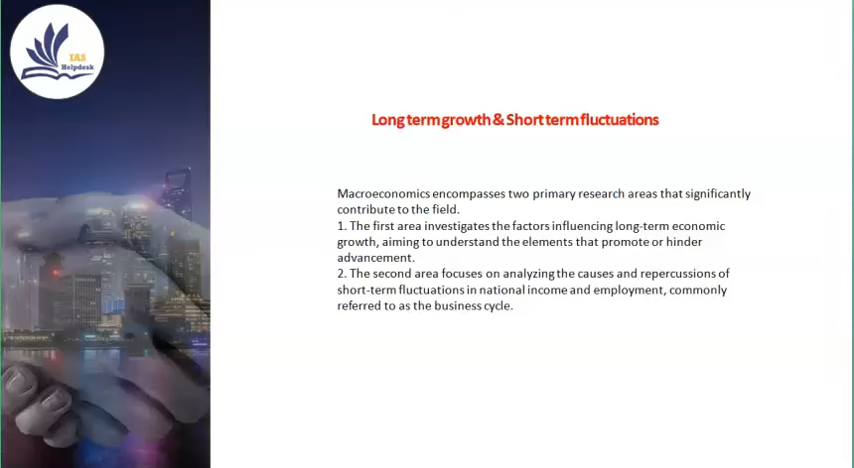 IAS
Helpdesk
Long term growth & Short term fluctuations
Macroeconomics encompasses two primary research areas that significantly
contribute to the field.
1. The first area investigates the factors influencing long-term economic
growth, aiming to understand the elements that promote or hinder
advancement.
2. The second area focuses on analyzing the causes and repercussions of
short-term fluctuations in national income and employment, commonly
referred to as the business cycle.